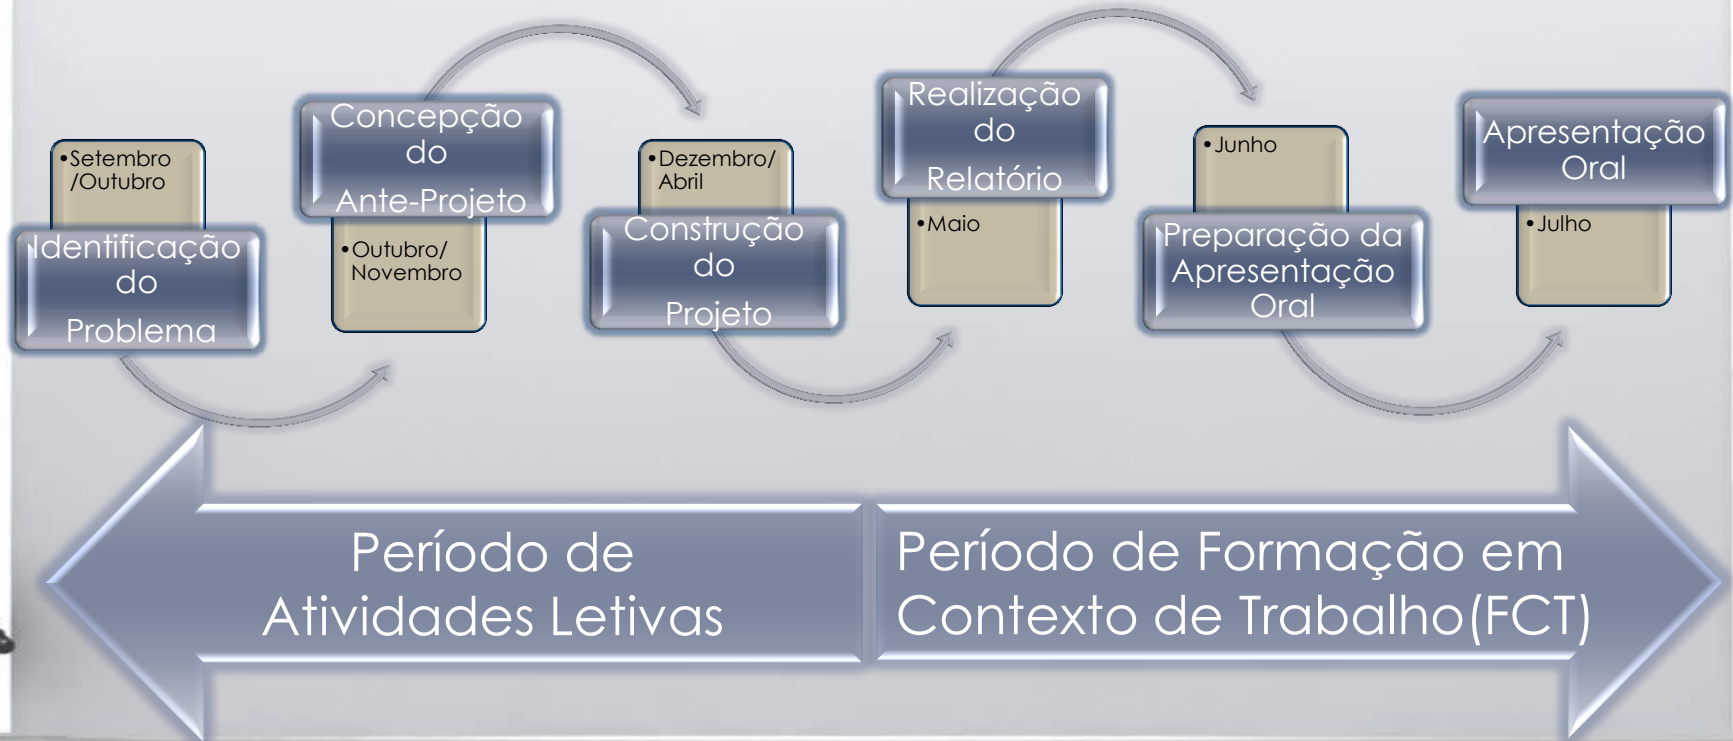 Setembro
/Outubro
Identificação
do
Problema
Concepção
do
Ante-Projeto
Outubro/
Novembro
Dezembro/
Abril
Construção
do
Projeto
Realização
do
Relatório
Maio
Junho
Preparação da
Apresentação
Oral
Apresentação
Oral
Julho
Período de
Atividades Letivas
Período de Formação em
Contexto de Trabalho(FCT)